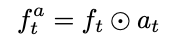 $f_t^a = f_t \odot a_t$